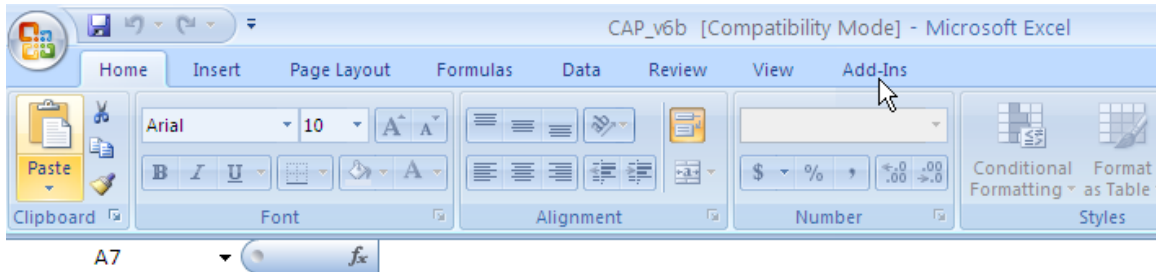 CAP_v6b [Compatibility Mode] - Microsoft Excel
Home Insert Page Layout Formulas Data Review View Add-Ins
Arial 10 A A
Paste B I U A $ % , .0 .00 .00 .0 Conditional Format
Formatting as Table
Clipboard Font Alignment Number Styles
A7 fx